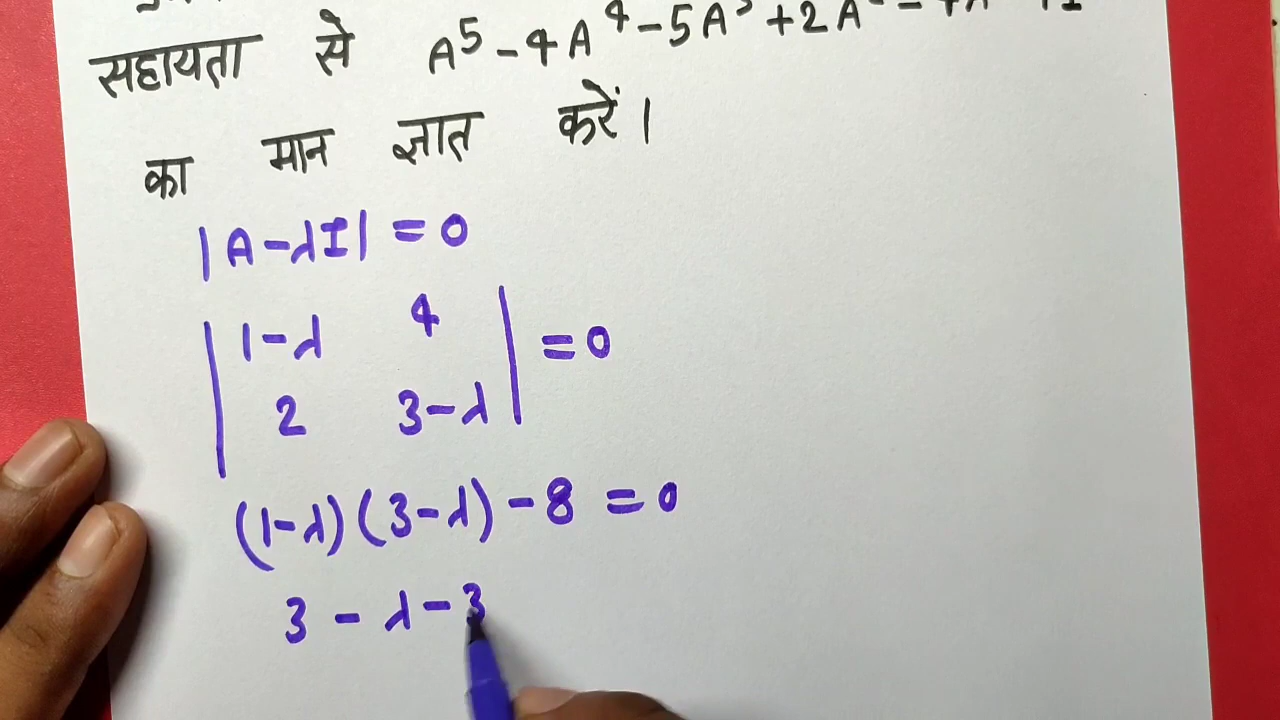 सहायता से A⁵ - 4A⁴ - 5A³ + 2A
का मान ज्ञात करें।
|A-λI| = 0
| 1-λ 4 |
| 2 3-λ | = 0
(1-λ)(3-λ) - 8 = 0
3 - λ - 3